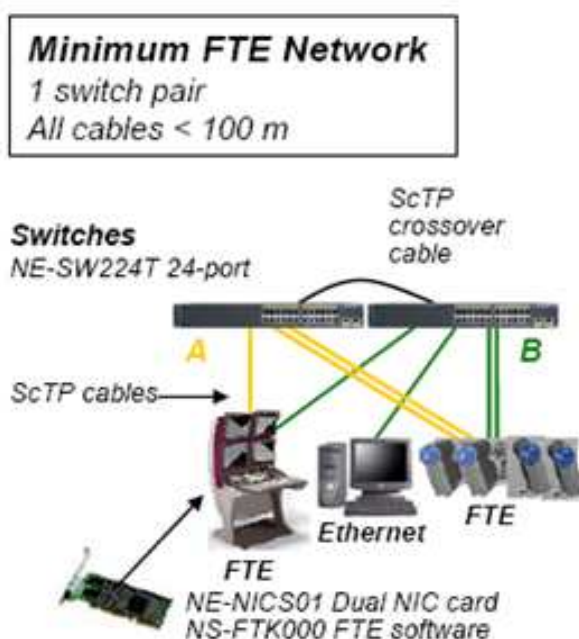 Minimum FTE Network
1 switch pair
All cables < 100 m
ScTP
crossover
cable
Switches
NE-SW224T 24-port
A
B
ScTP cables
Ethernet
FTE
FTE
NE-NICS01 Dual NIC card
NS-FTK000 FTE software